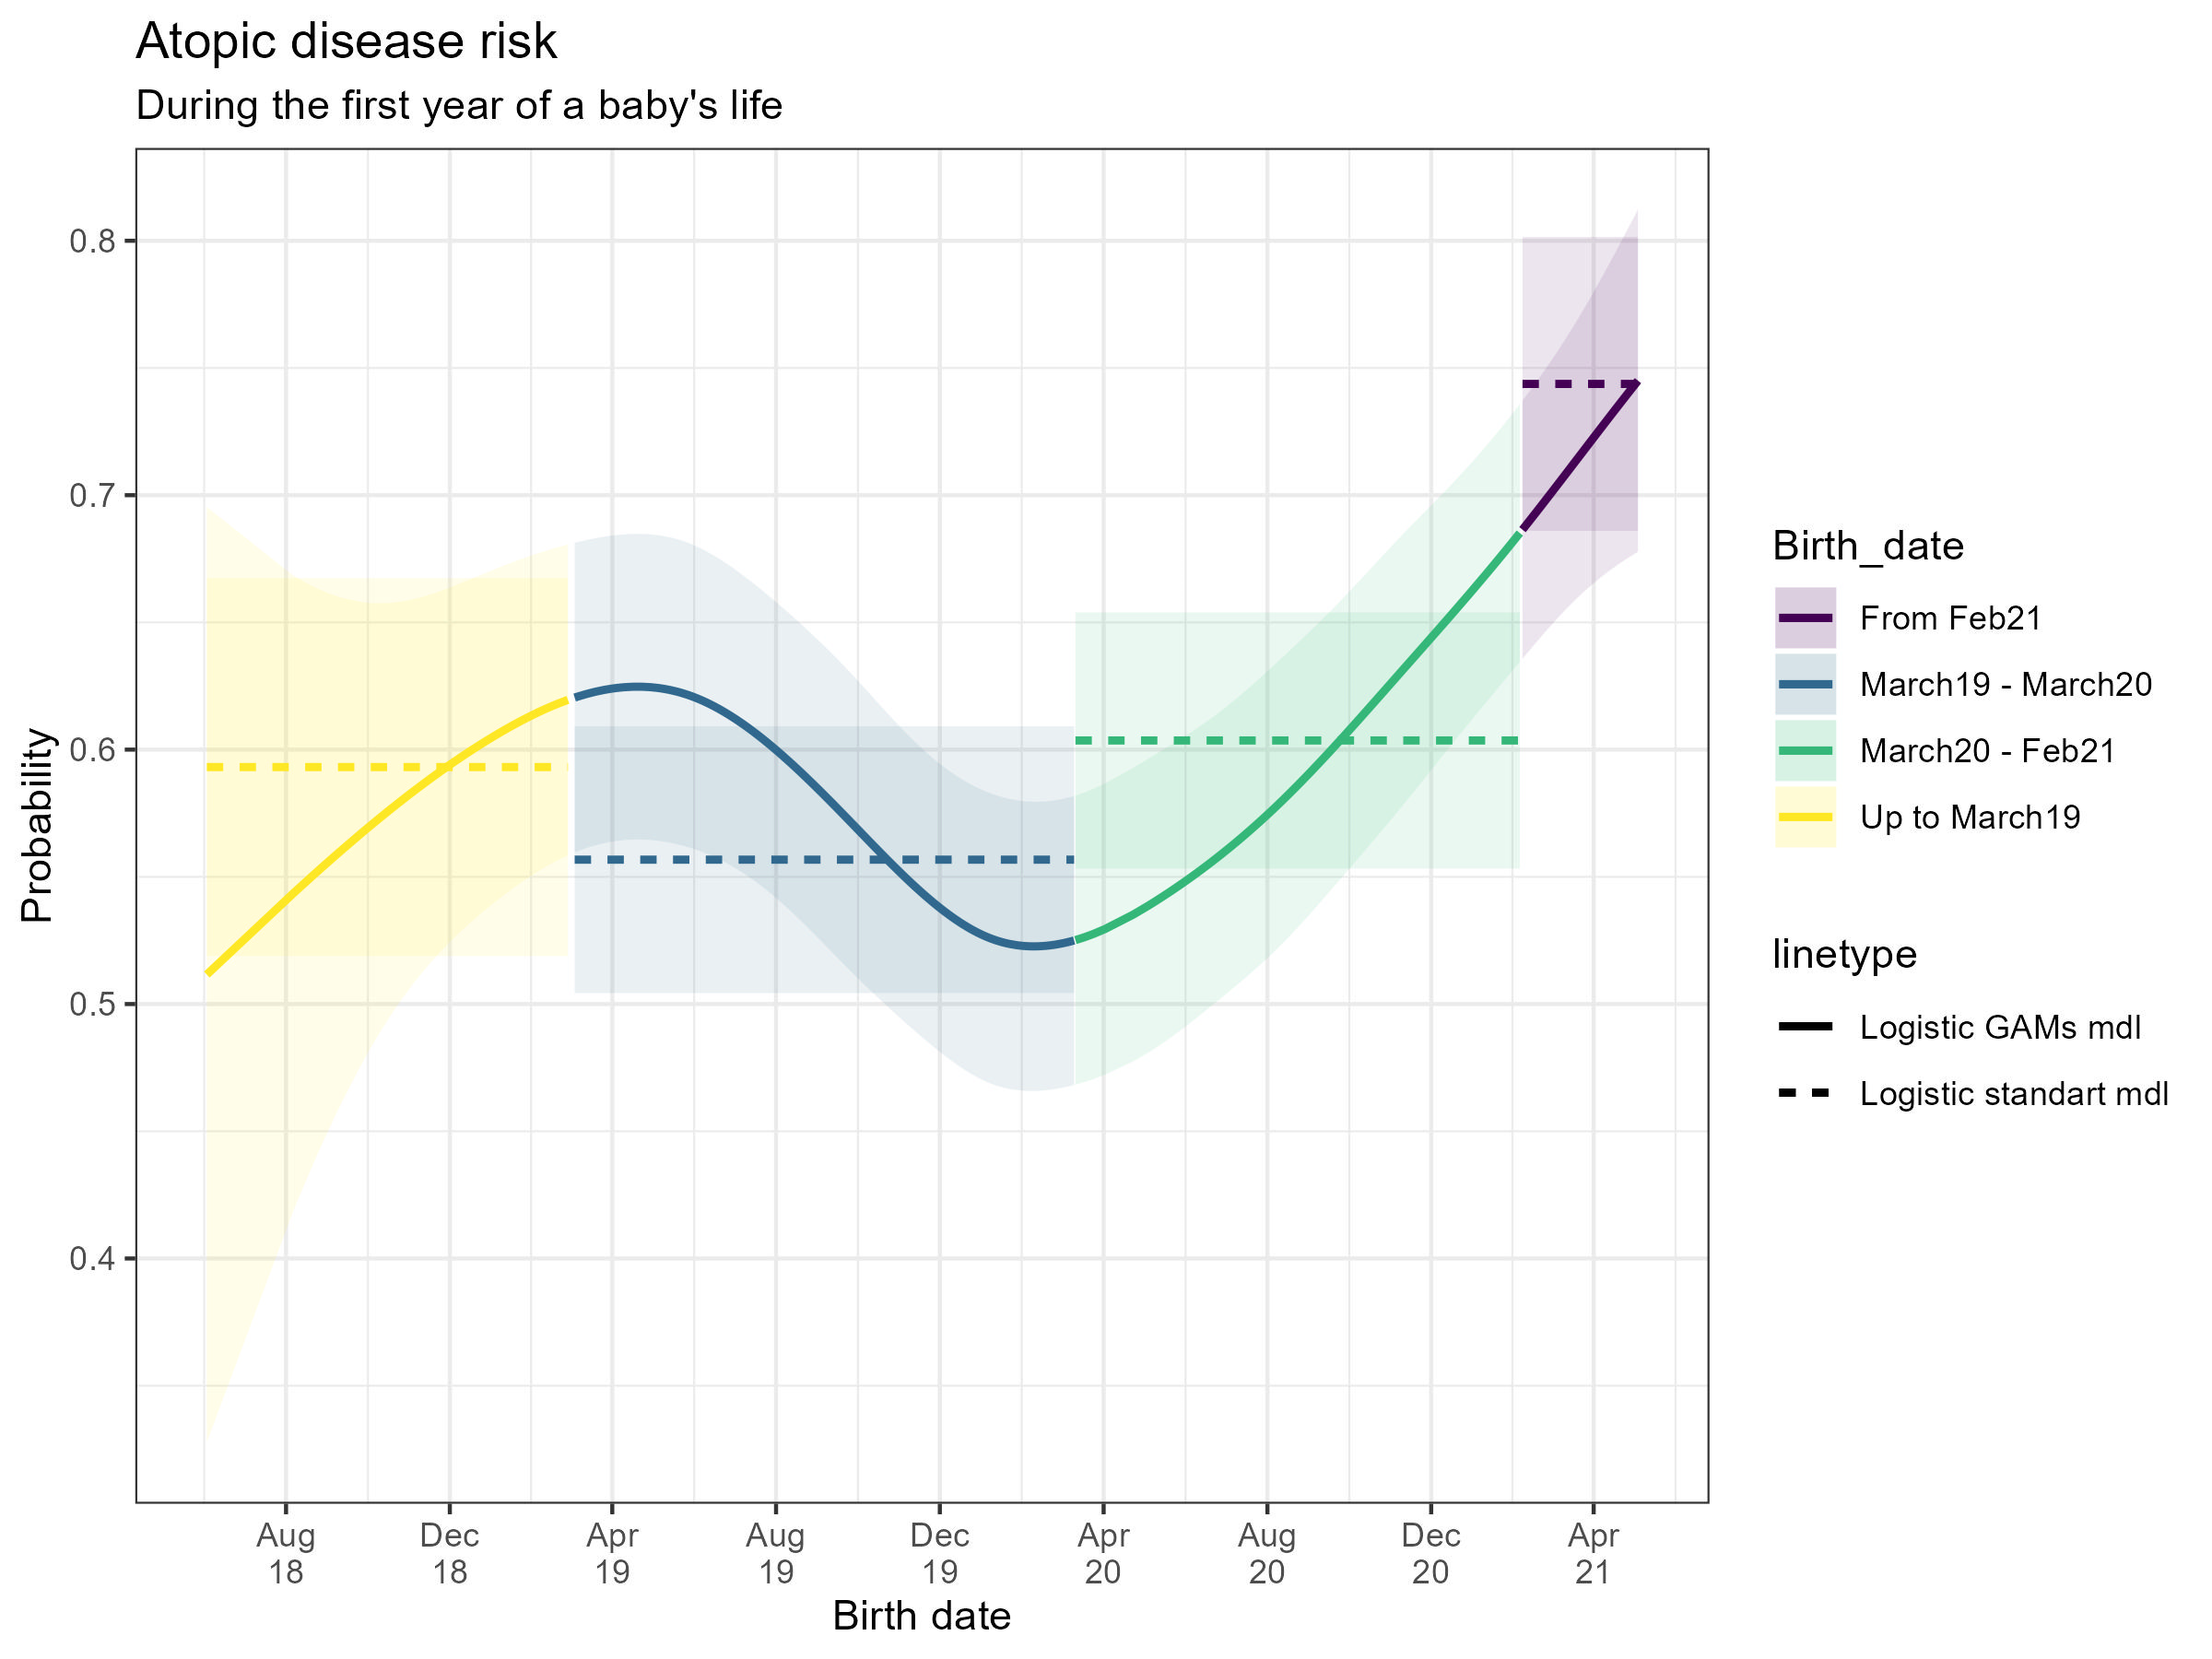 Atopic disease risk
During the first year of a baby's life
Probability
0.8
0.7
0.6
0.5
0.4
Aug
18
Dec
18
Apr
19
Aug
19
Dec
19
Apr
20
Aug
20
Dec
20
Apr
21
Birth date
Birth_date
From Feb21
March19 - March20
March20 - Feb21
Up to March19
linetype
Logistic GAMs mdl
Logistic standart mdl